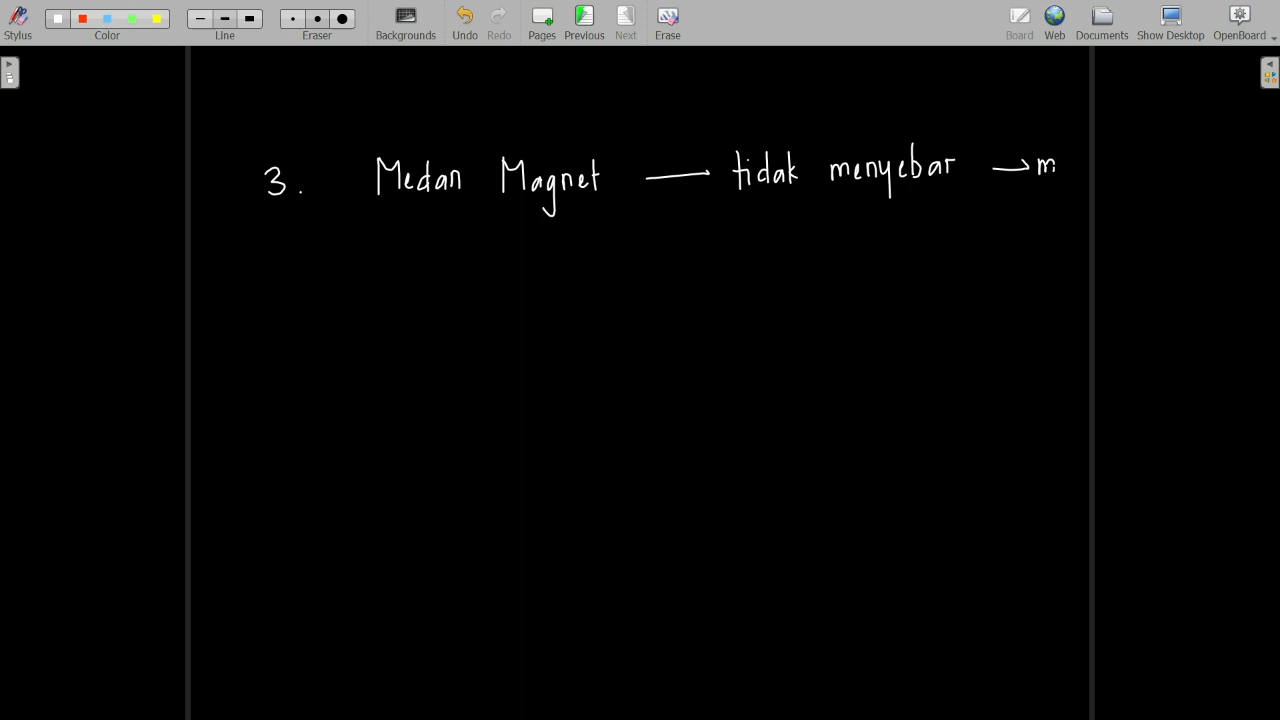 Stylus Color Line Eraser Backgrounds Undo Redo Pages Previous Next Erase Board Web Documents Show Desktop OpenBoard
3. Medan Magnet — tidak menyebar → m